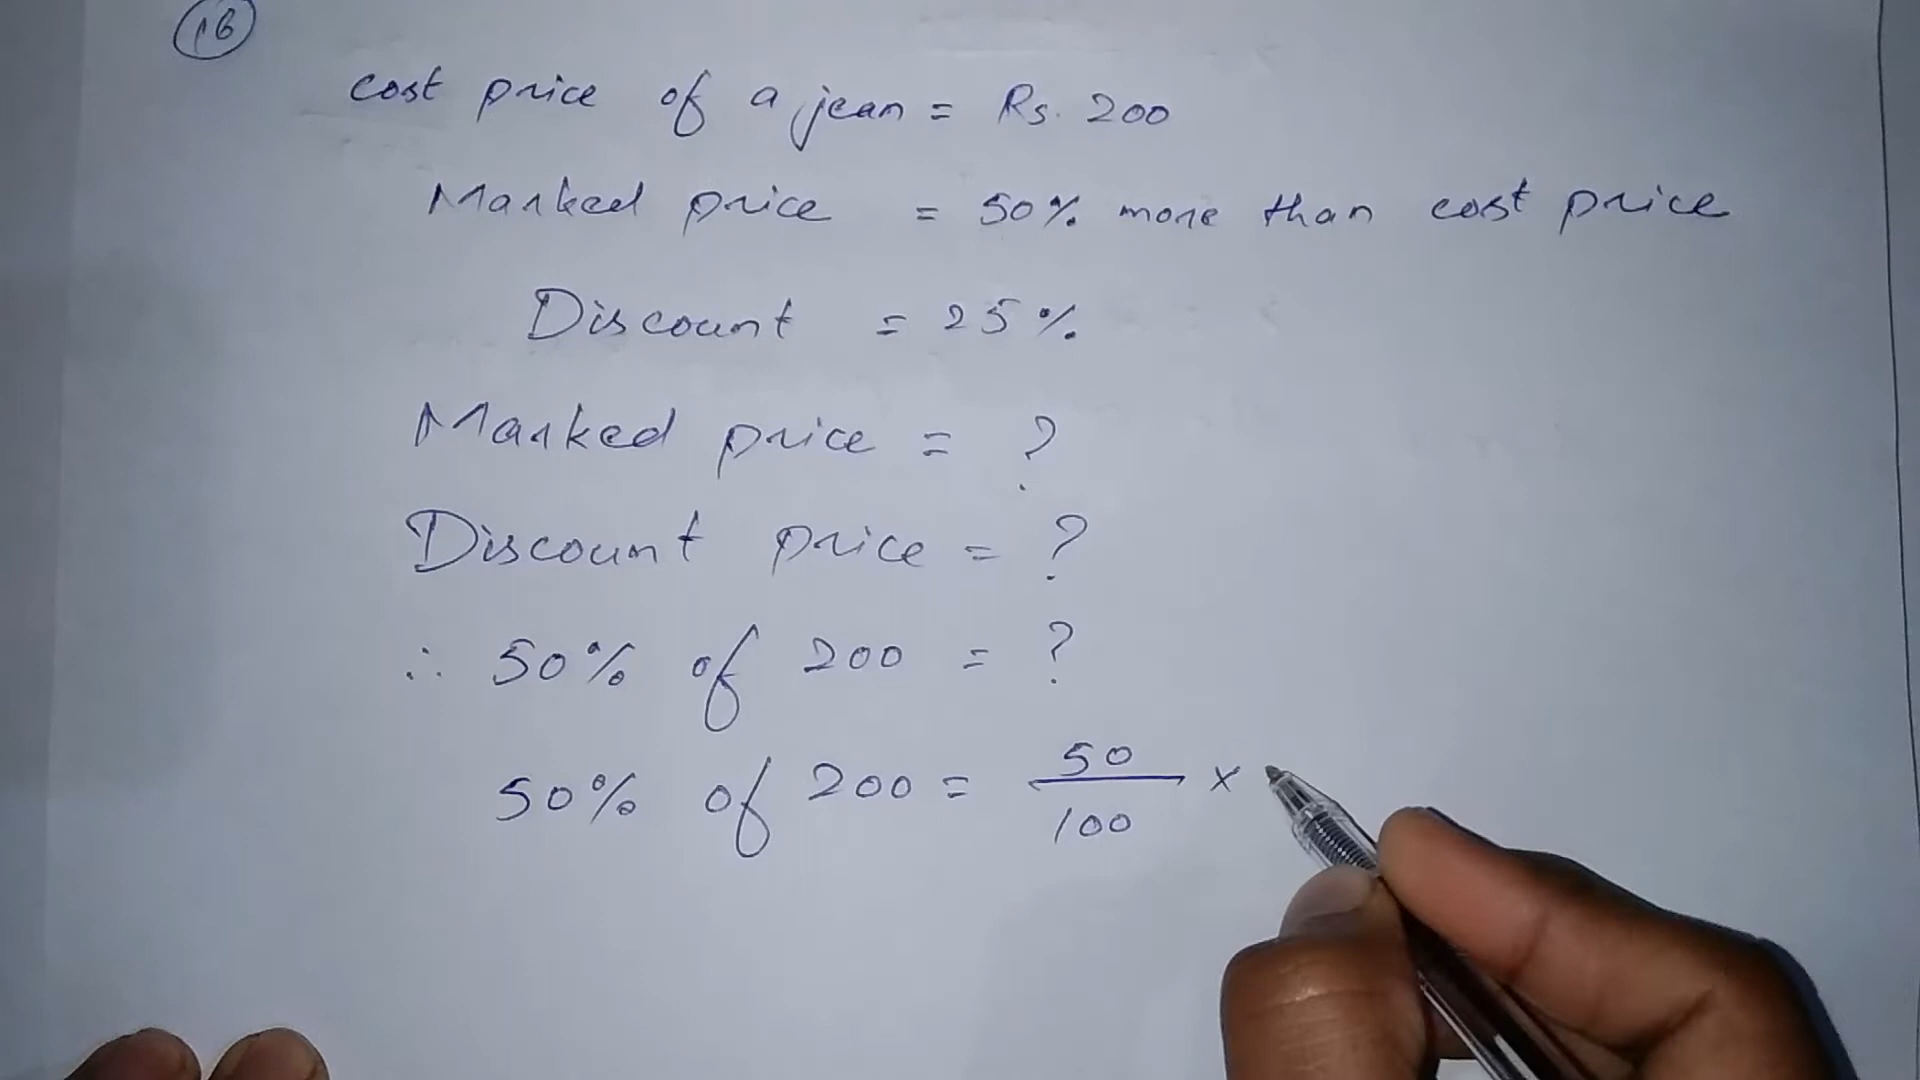 16
cost price of a jean = Rs. 200
Marked price = 50% more than cost price
Discount = 25%
Marked price = ?
Discount price = ?
∴ 50% of 200 = ?
50% of 200 = 50/100 ×